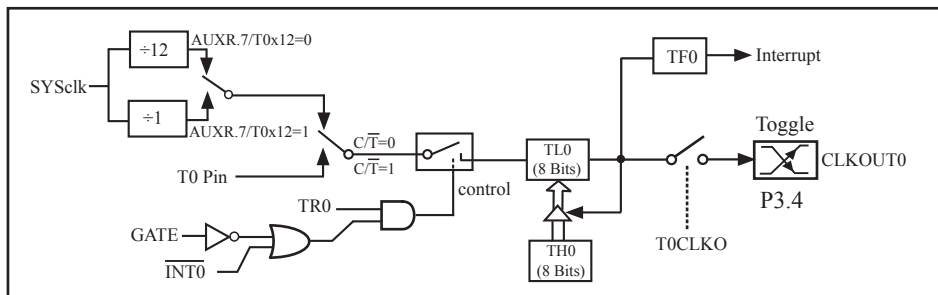 ÷12
AUXR.7/T0x12=0
SYSclk
÷1
AUXR.7/T0x12=1
T0 Pin
C/T̅=0
C/T̅=1
control
TR0
GATE
I̅N̅T̅0̅
TL0
(8 Bits)
TH0
(8 Bits)
TF0
Interrupt
Toggle
CLKOUT0
P3.4
T0CLKO